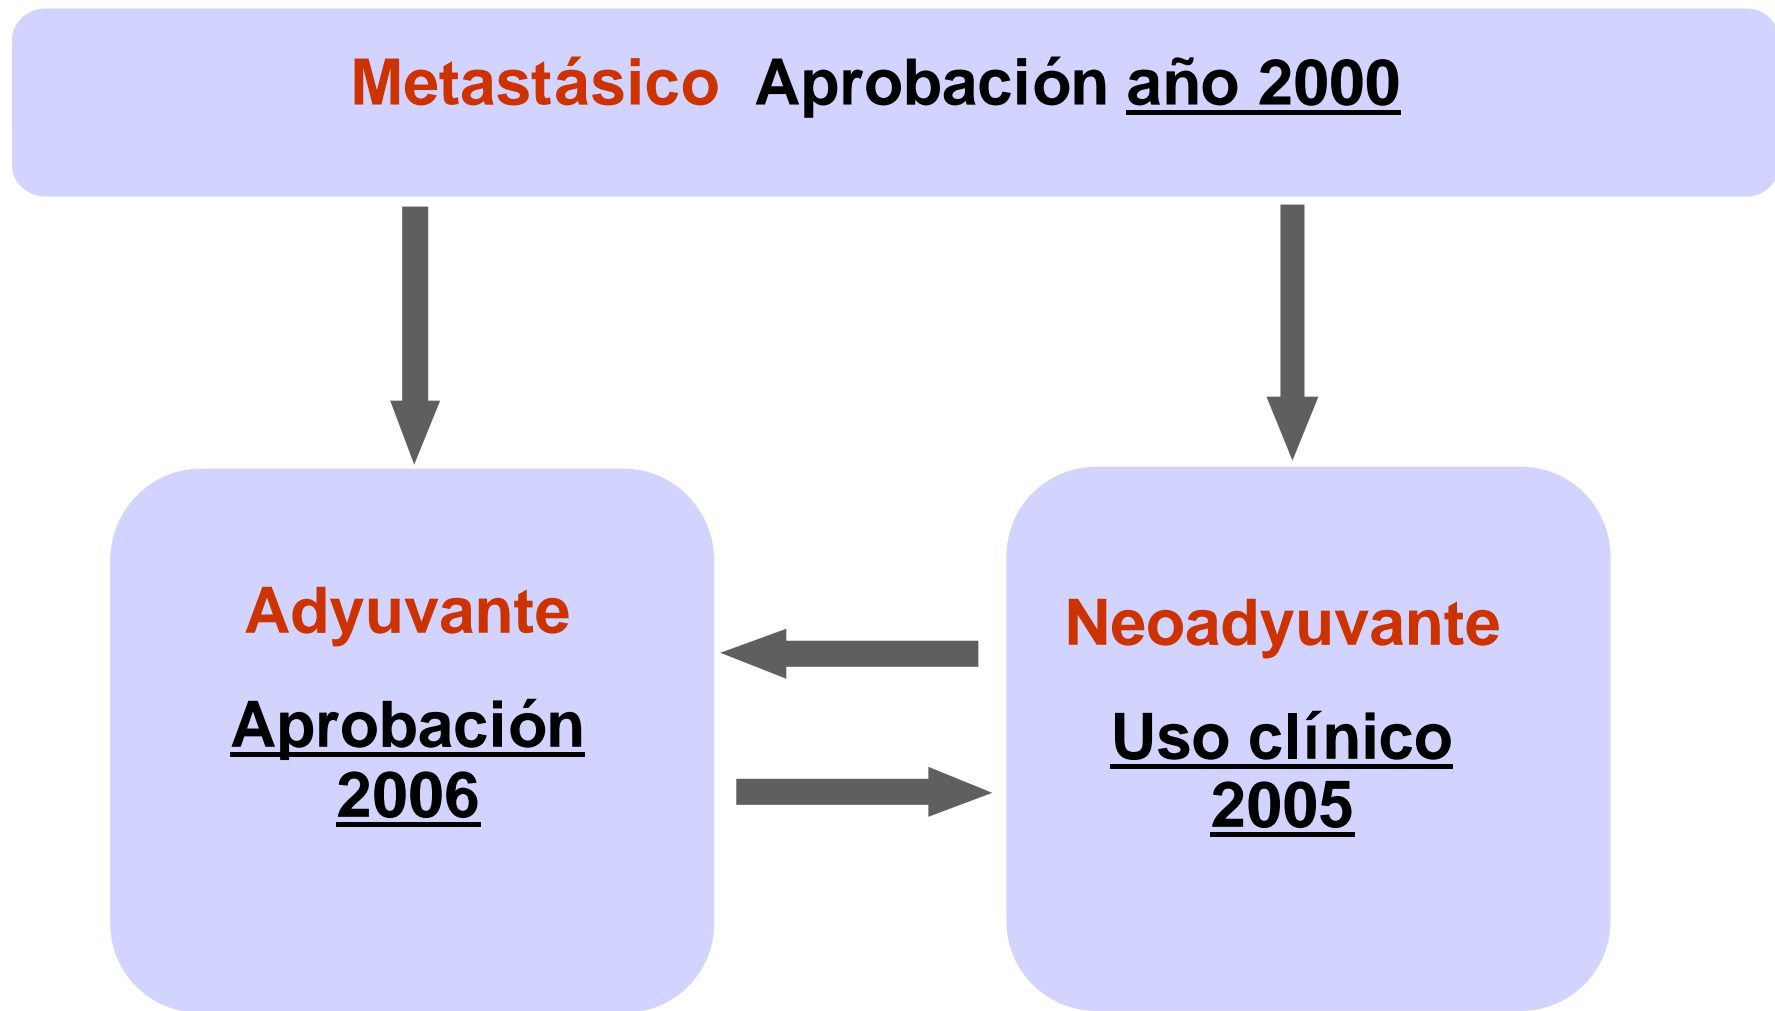 Metastásico Aprobación año 2000
Adyuvante
Aprobación
2006
Neoadyuvante
Uso clínico
2005